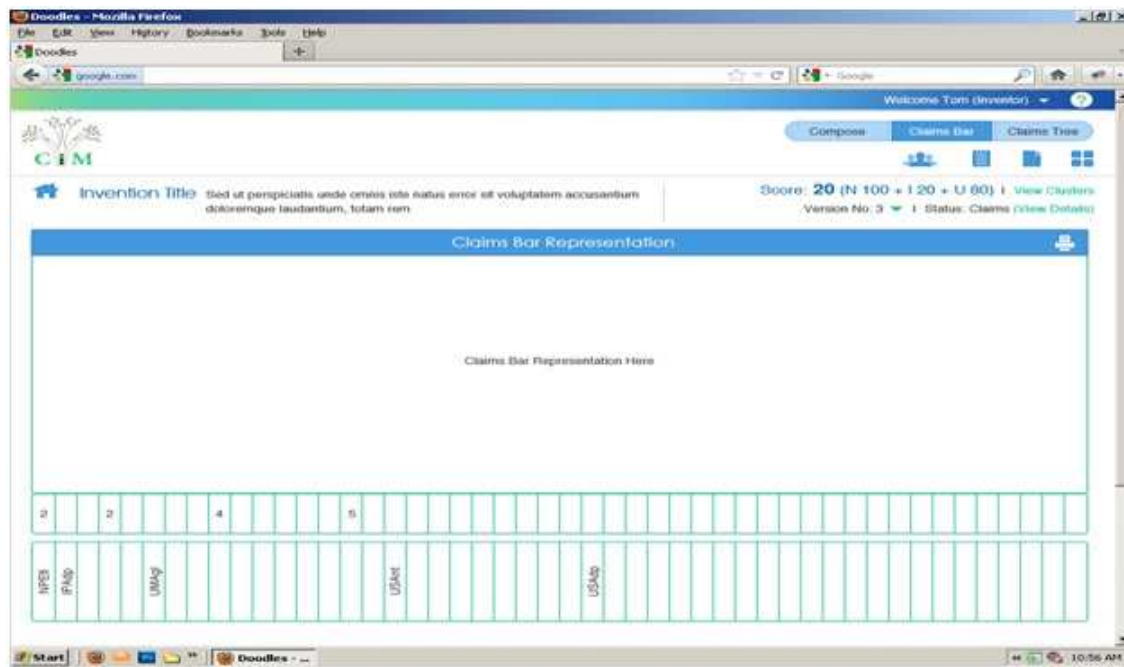 Doodles - Mozilla Firefox
File Edit View History Bookmarks Tools Help
Doodles
google.com
Google
Welcome Tom (Inventor)
?
Compose Claims Bar Claims Tree
CiM
Invention Title Sed ut perspiciatis unde omnis iste natus error sit voluptatem accusantium
doloremque laudantium, totam rem
Score: 20 (N 100 + I 20 + U 80) I View Clusters
Version No: 3 I Status: Claims (View Details)
Claims Bar Representation
Claims Bar Representation Here
2 2 4 5
NPEB IPAdp UMAgl USAnt USAdp
Start Doodles - ... 10:56 AM